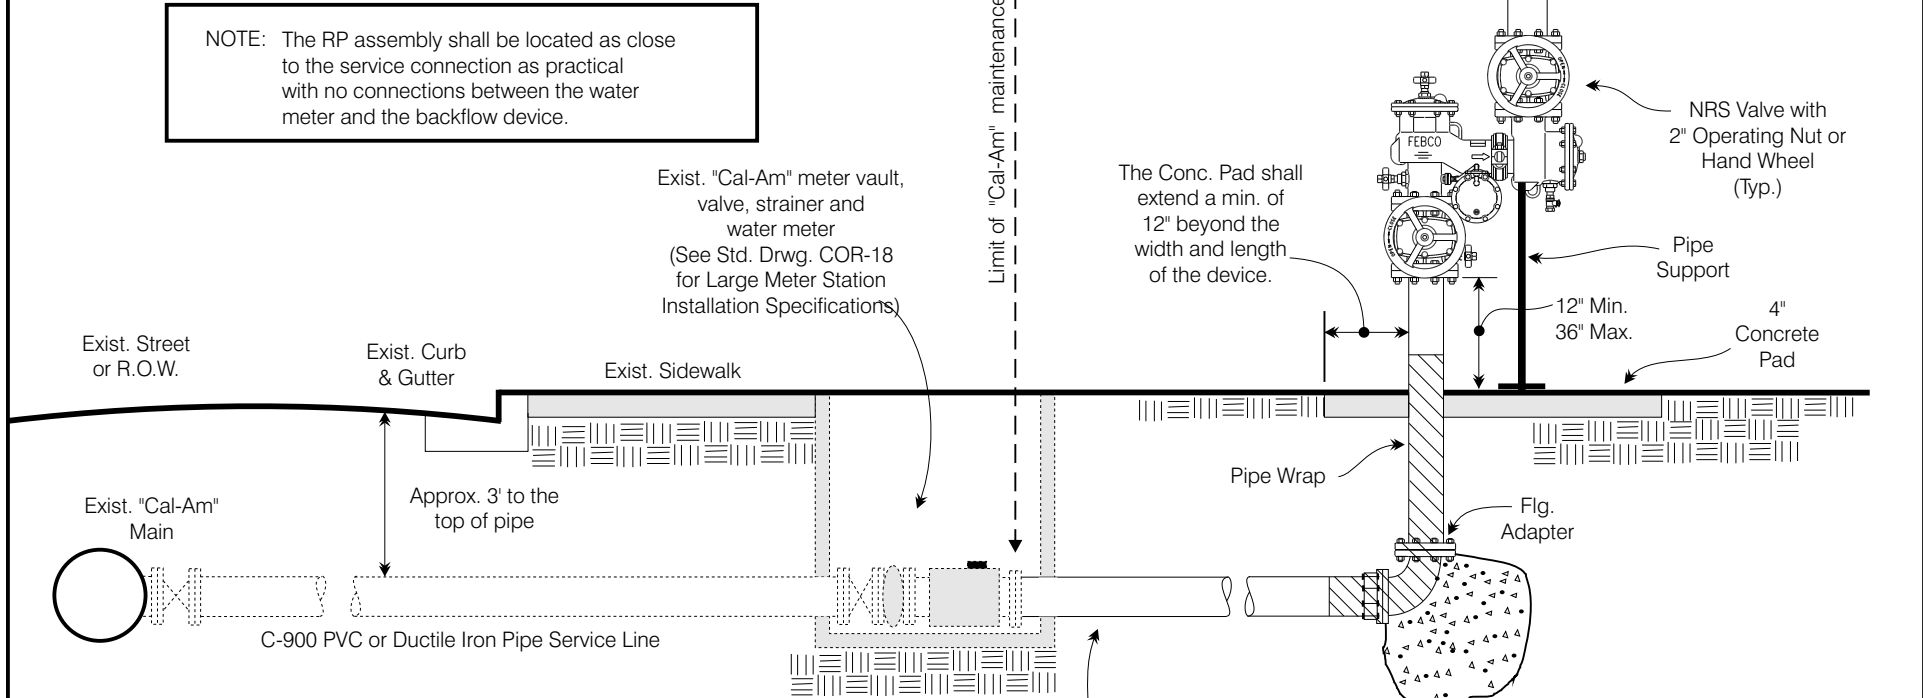 NOTE: The RP assembly shall be located as close
to the service connection as practical
with no connections between the water
meter and the backflow device.
Limit of "Cal-Am" maintenance
Exist. "Cal-Am" meter vault,
valve, strainer and
water meter
(See Std. Drwg. COR-18
for Large Meter Station
Installation Specifications)
The Conc. Pad shall
extend a min. of
12" beyond the
width and length
of the device.
FEBCO
NRS Valve with
2" Operating Nut or
Hand Wheel
(Typ.)
Pipe
Support
12" Min.
36" Max.
4"
Concrete
Pad
Exist. Street
or R.O.W.
Exist. Curb
& Gutter
Exist. Sidewalk
Approx. 3' to the
top of pipe
Exist. "Cal-Am"
Main
C-900 PVC or Ductile Iron Pipe Service Line
Pipe Wrap
Flg.
Adapter